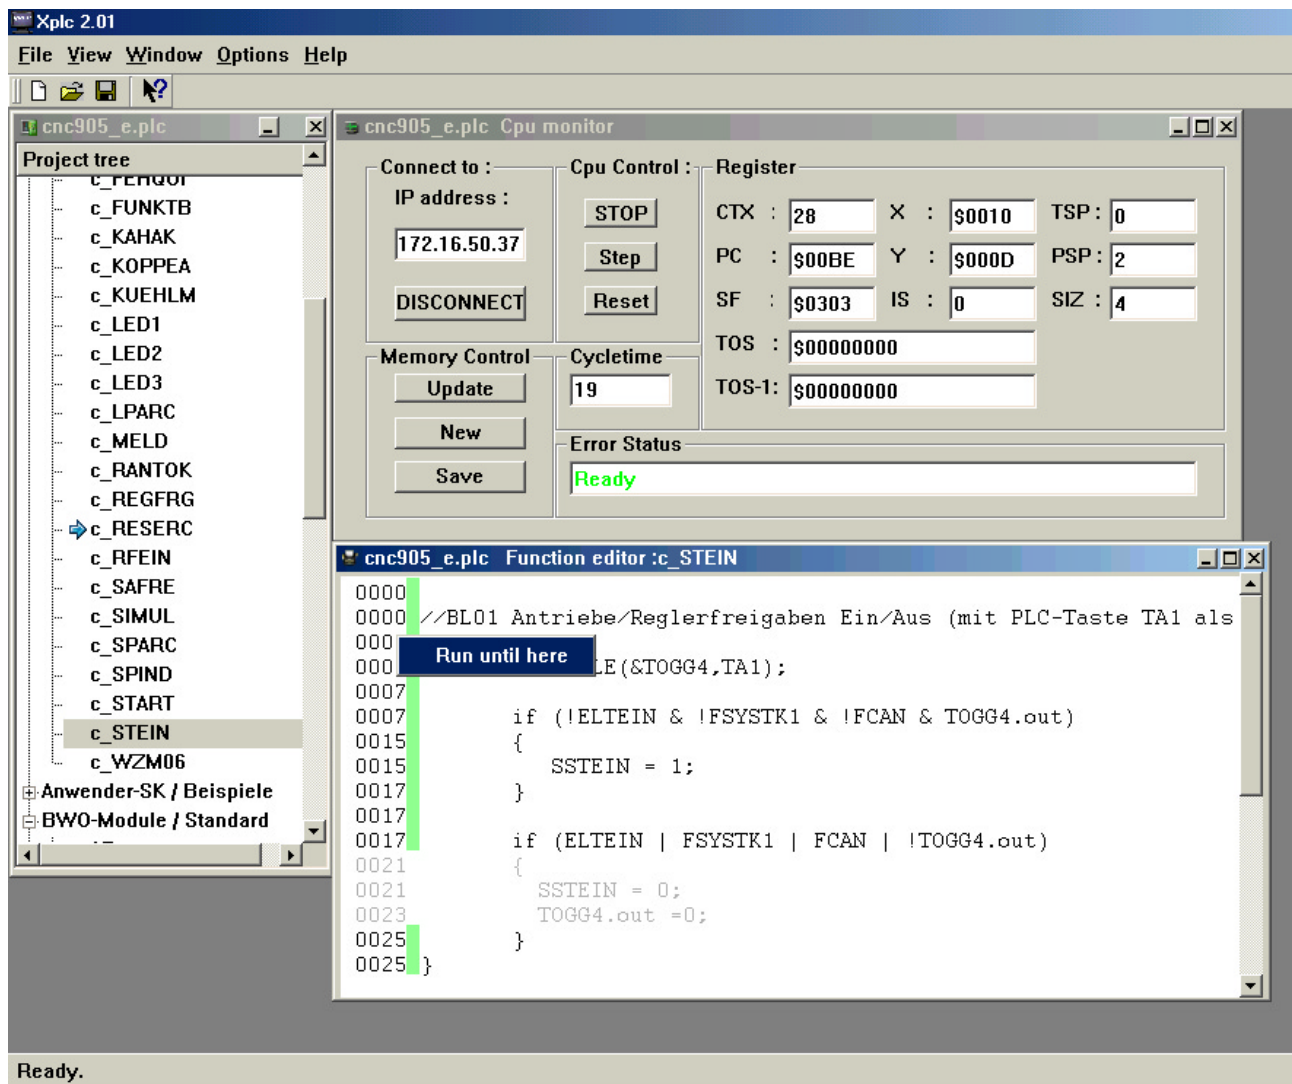 Xplc 2.01
File View Window Options Help
cnc905_e.plc
Project tree
c_FUNKTB
c_KAHAK
c_KOPPEA
c_KUEHLM
c_LED1
c_LED2
c_LED3
c_LPARC
c_MELD
c_RANTOK
c_REGFRG
c_RESERC
c_RFEIN
c_SAFRE
c_SIMUL
c_SPARC
c_SPIND
c_START
c_STEIN
c_WZM06
Anwender-SK / Beispiele
BWO-Module / Standard
cnc905_e.plc Cpu monitor
Connect to :
IP address :
172.16.50.37
DISCONNECT
Memory Control
Update
New
Save
Cpu Control :
STOP
Step
Reset
Cycletime
19
Register
CTX : 28 X : $0010 TSP : 0
PC : $00BE Y : $000D PSP : 2
SF : $0303 IS : 0 SIZ : 4
TOS : $00000000
TOS-1: $00000000
Error Status
Ready
cnc905_e.plc Function editor :c_STEIN
0000
0000 //BL01 Antriebe/Reglerfreigaben Ein/Aus (mit PLC-Taste TA1 als
000
Run until here
000 LE(&TOGG4,TA1);
0007
0007 if (!ELTEIN & !FSYSTK1 & !FCAN & TOGG4.out)
0015 {
0015 SSTEIN = 1;
0017 }
0017
0017 if (ELTEIN | FSYSTK1 | FCAN | !TOGG4.out)
0021 {
0021 SSTEIN = 0;
0023 TOGG4.out =0;
0025 }
0025 }
Ready.